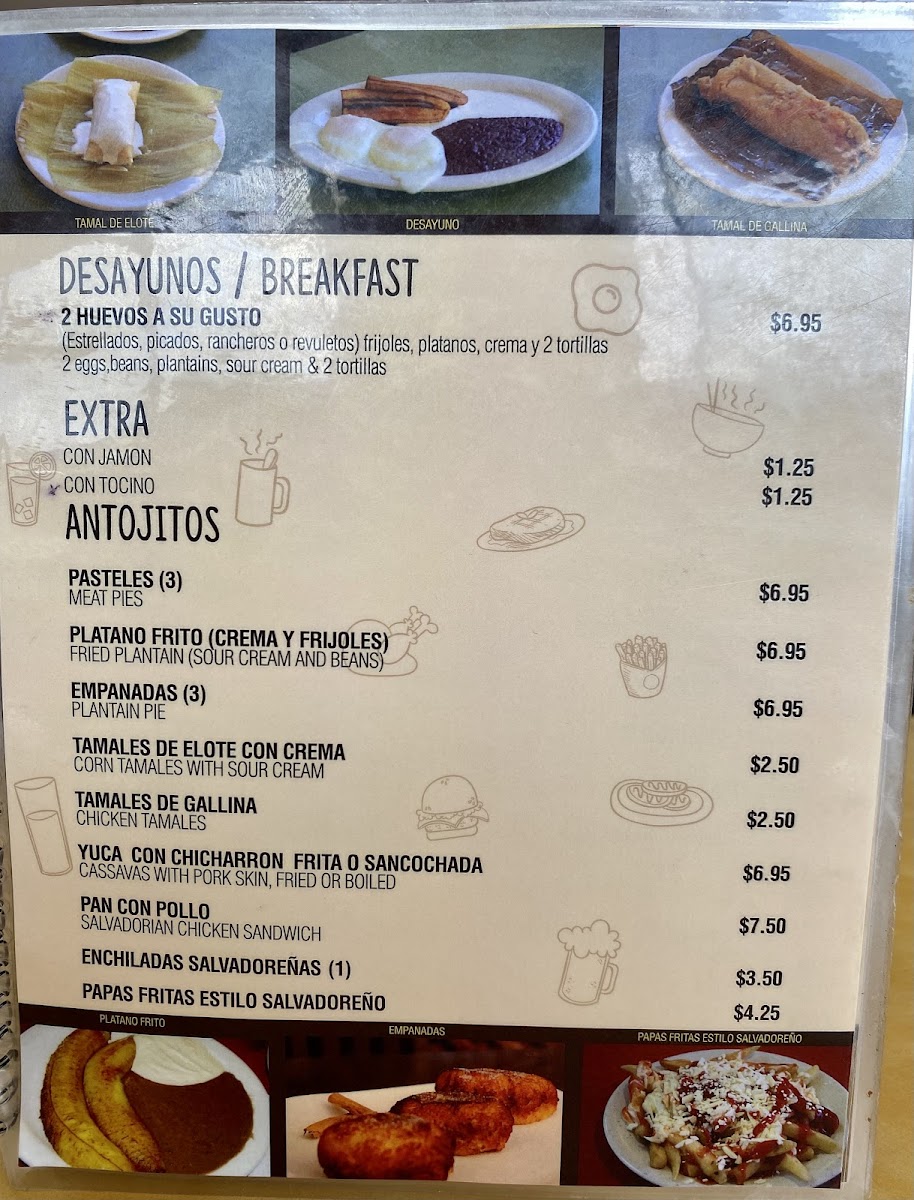 TAMAL DE ELOTE
DESAYUNO
TAMAL DE GALLINA
DESAYUNOS / BREAKFAST
2 HUEVOS A SU GUSTO $6.95
(Estrellados, picados, rancheros o revuletos) frijoles, platanos, crema y 2 tortillas
2 eggs,beans, plantains, sour cream & 2 tortillas
EXTRA
CON JAMON $1.25
CON TOCINO $1.25
ANTOJITOS
PASTELES (3) $6.95
MEAT PIES
PLATANO FRITO (CREMA Y FRIJOLES) $6.95
FRIED PLANTAIN (SOUR CREAM AND BEANS)
EMPANADAS (3) $6.95
PLANTAIN PIE
TAMALES DE ELOTE CON CREMA $2.50
CORN TAMALES WITH SOUR CREAM
TAMALES DE GALLINA $2.50
CHICKEN TAMALES
YUCA CON CHICHARRON FRITA O SANCOCHADA $6.95
CASSAVAS WITH PORK SKIN, FRIED OR BOILED
PAN CON POLLO $7.50
SALVADORIAN CHICKEN SANDWICH
ENCHILADAS SALVADOREÑAS (1) $3.50
PAPAS FRITAS ESTILO SALVADOREÑO $4.25
PLATANO FRITO
EMPANADAS
PAPAS FRITAS ESTILO SALVADOREÑO